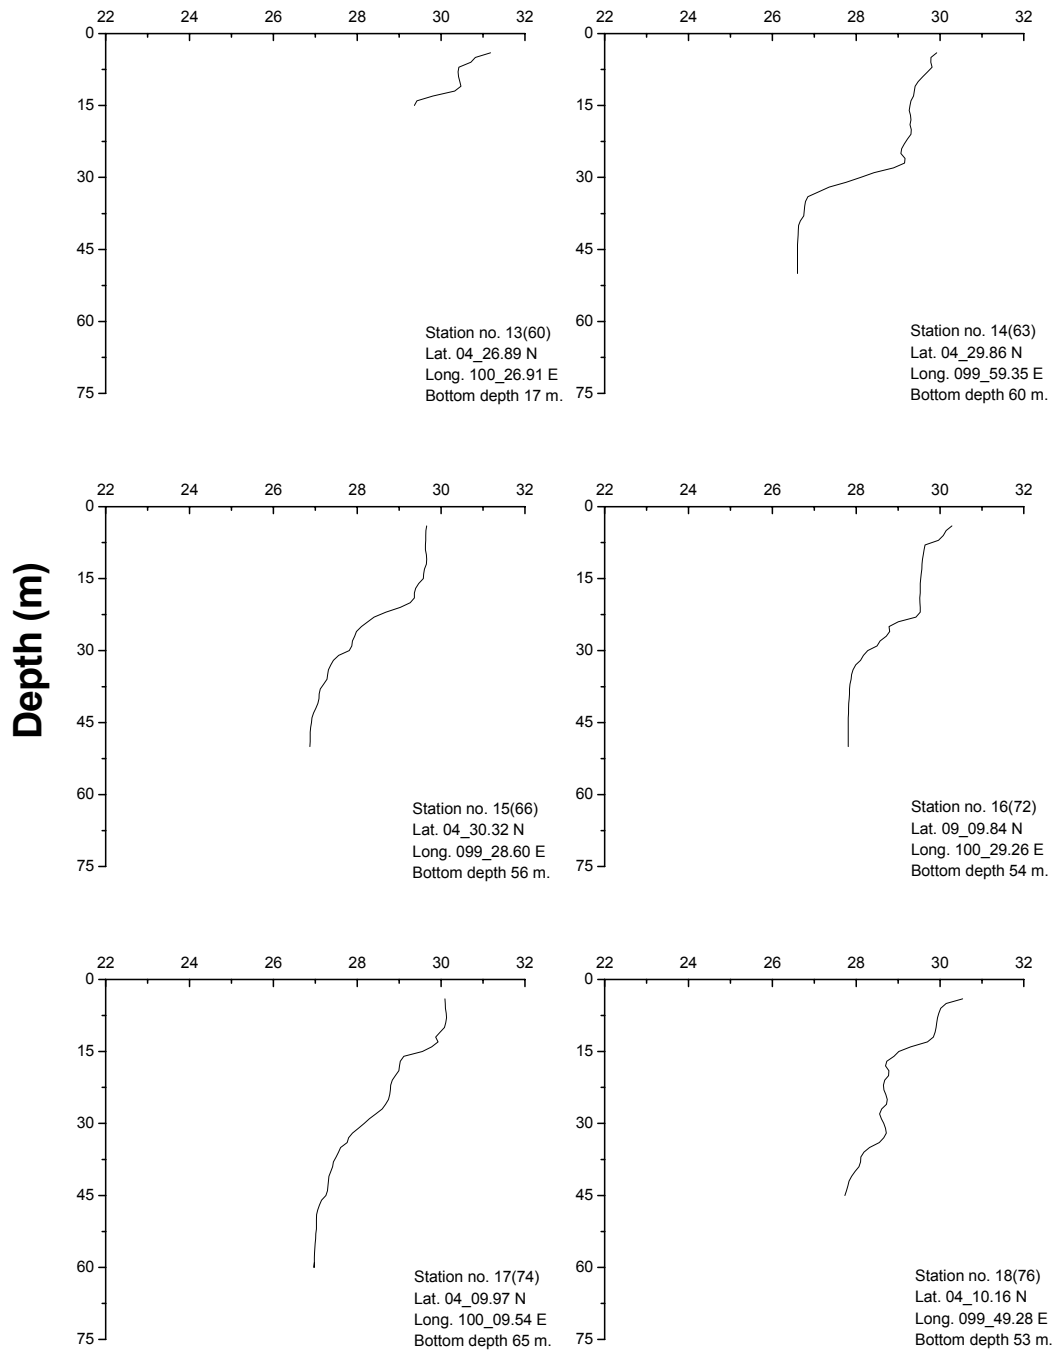 22 24 26 28 30 32
0
15
30
45
60
75
Station no. 13(60)
Lat. 04_26.89 N
Long. 100_26.91 E
Bottom depth 17 m.
22 24 26 28 30 32
0
15
30
45
60
75
Station no. 14(63)
Lat. 04_29.86 N
Long. 099_59.35 E
Bottom depth 60 m.
Depth (m)
22 24 26 28 30 32
0
15
30
45
60
75
Station no. 15(66)
Lat. 04_30.32 N
Long. 099_28.60 E
Bottom depth 56 m.
22 24 26 28 30 32
0
15
30
45
60
75
Station no. 16(72)
Lat. 09_09.84 N
Long. 100_29.26 E
Bottom depth 54 m.
22 24 26 28 30 32
0
15
30
45
60
75
Station no. 17(74)
Lat. 04_09.97 N
Long. 100_09.54 E
Bottom depth 65 m.
22 24 26 28 30 32
0
15
30
45
60
75
Station no. 18(76)
Lat. 04_10.16 N
Long. 099_49.28 E
Bottom depth 53 m.